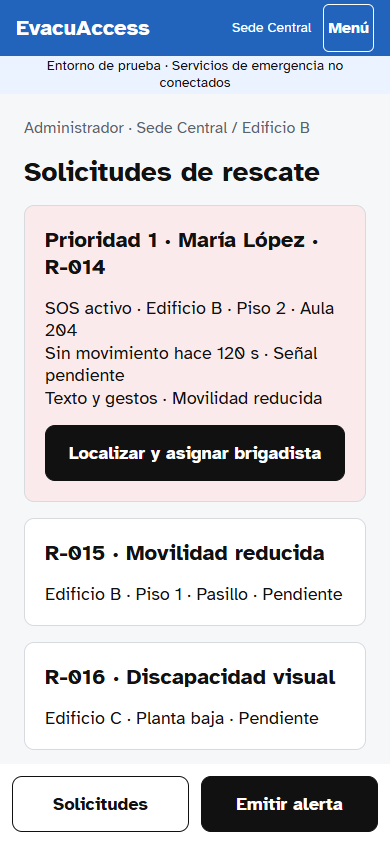 EvacuAccess
Sede Central
Menú
Entorno de prueba · Servicios de emergencia no
conectados
Administrador · Sede Central / Edificio B
Solicitudes de rescate
Prioridad 1 · María López ·
R-014
SOS activo · Edificio B · Piso 2 · Aula
204
Sin movimiento hace 120 s · Señal
pendiente
Texto y gestos · Movilidad reducida
Localizar y asignar brigadista
R-015 · Movilidad reducida
Edificio B · Piso 1 · Pasillo · Pendiente
R-016 · Discapacidad visual
Edificio C · Planta baja · Pendiente
Solicitudes
Emitir alerta